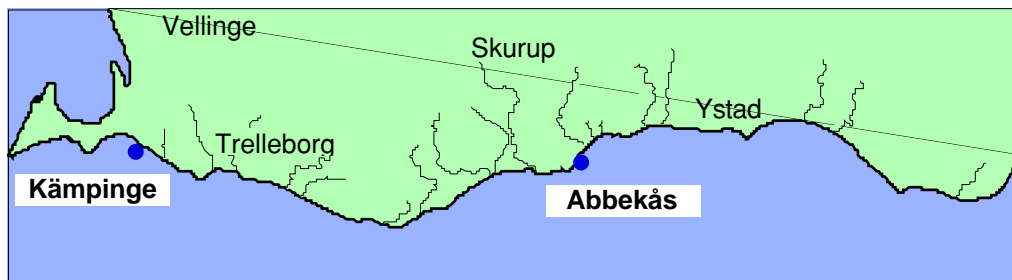 Vellinge
Skurup
Ystad
Trelleborg
Kämpinge
Abbekås